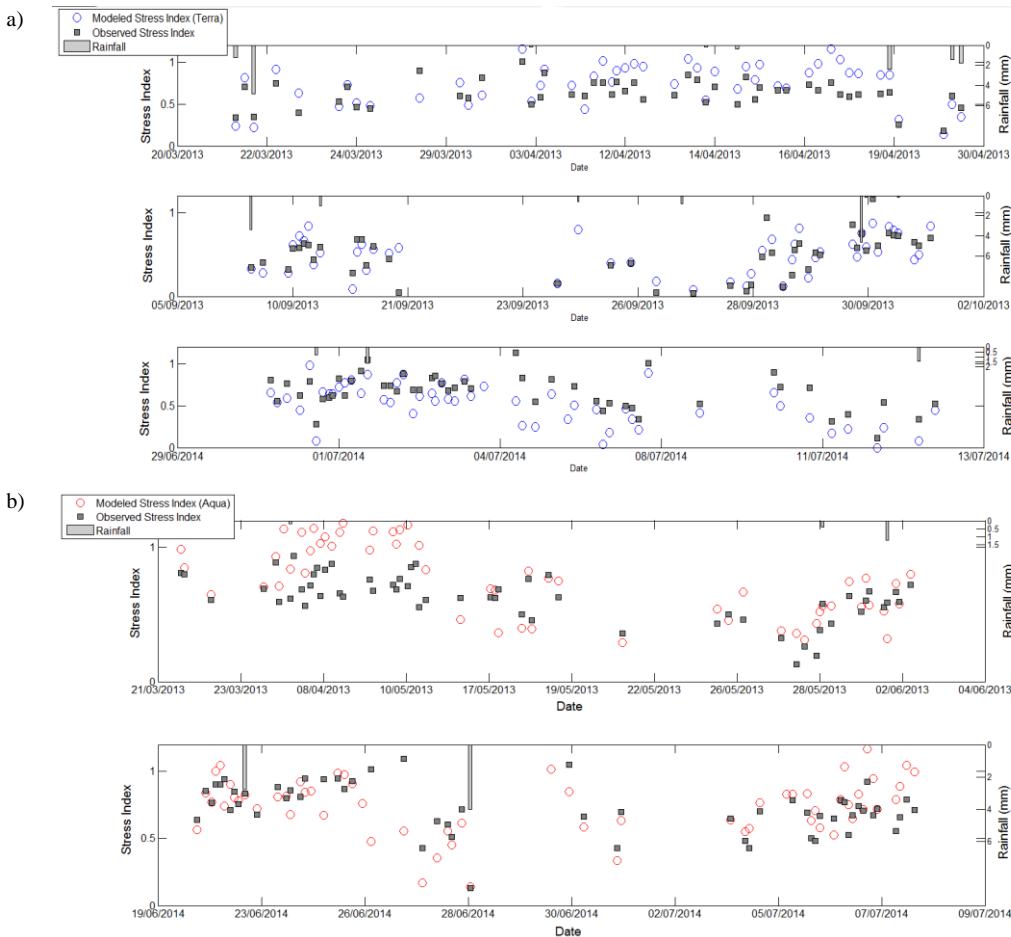 a)
Modeled Stress Index (Terra)
Observed Stress Index
Rainfall
Stress Index
1
0.5
0
0
2
4
6
Rainfall (mm)
20/03/2013 22/03/2013 24/03/2013 29/03/2013 03/04/2013 12/04/2013 14/04/2013 16/04/2013 19/04/2013 30/04/2013
Date
Stress Index
1
0
0
2
4
6
Rainfall (mm)
05/09/2013 10/09/2013 21/09/2013 23/09/2013 26/09/2013 28/09/2013 30/09/2013 02/10/2013
Date
Stress Index
1
0.5
0
0
0.5
1
1.5
2
Rainfall (mm)
29/06/2014 01/07/2014 04/07/2014 08/07/2014 11/07/2014 13/07/2014
Date
b)
Modeled Stress Index (Aqua)
Observed Stress Index
Rainfall
Stress Index
1
0
0
0.5
1
1.5
Rainfall (mm)
21/03/2013 23/03/2013 08/04/2013 10/05/2013 17/05/2013 19/05/2013 22/05/2013 26/05/2013 28/05/2013 02/06/2013 04/06/2013
Date
Stress Index
1
0.5
0
0
2
4
6
Rainfall (mm)
19/06/2014 23/06/2014 26/06/2014 28/06/2014 30/06/2014 02/07/2014 05/07/2014 07/07/2014 09/07/2014
Date